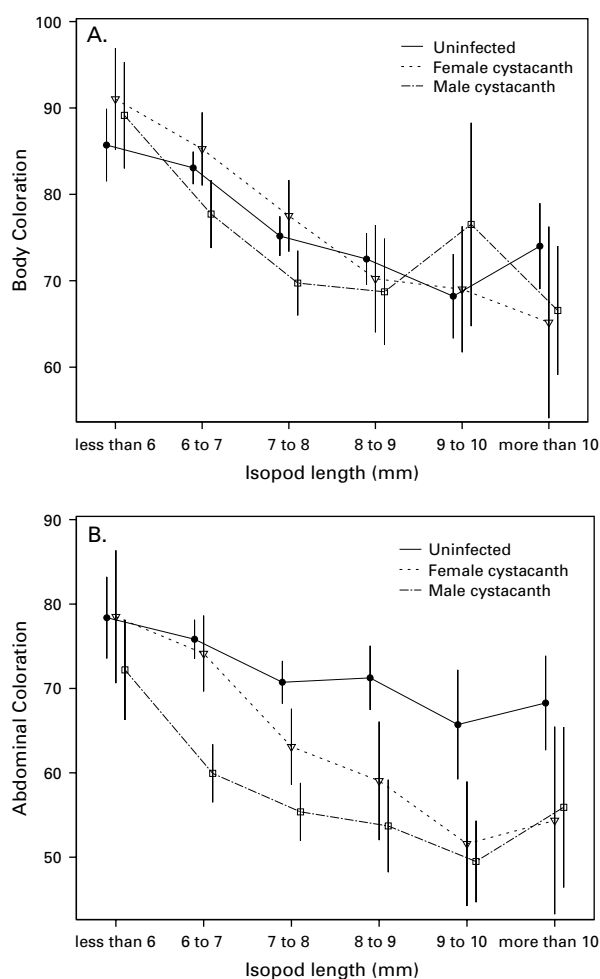 100
A.
Uninfected
Female cystacanth
Male cystacanth
90
80
70
60
Body Coloration
less than 6 6 to 7 7 to 8 8 to 9 9 to 10 more than 10
Isopod length (mm)
90
B.
Uninfected
Female cystacanth
Male cystacanth
80
70
60
50
Abdominal Coloration
less than 6 6 to 7 7 to 8 8 to 9 9 to 10 more than 10
Isopod length (mm)